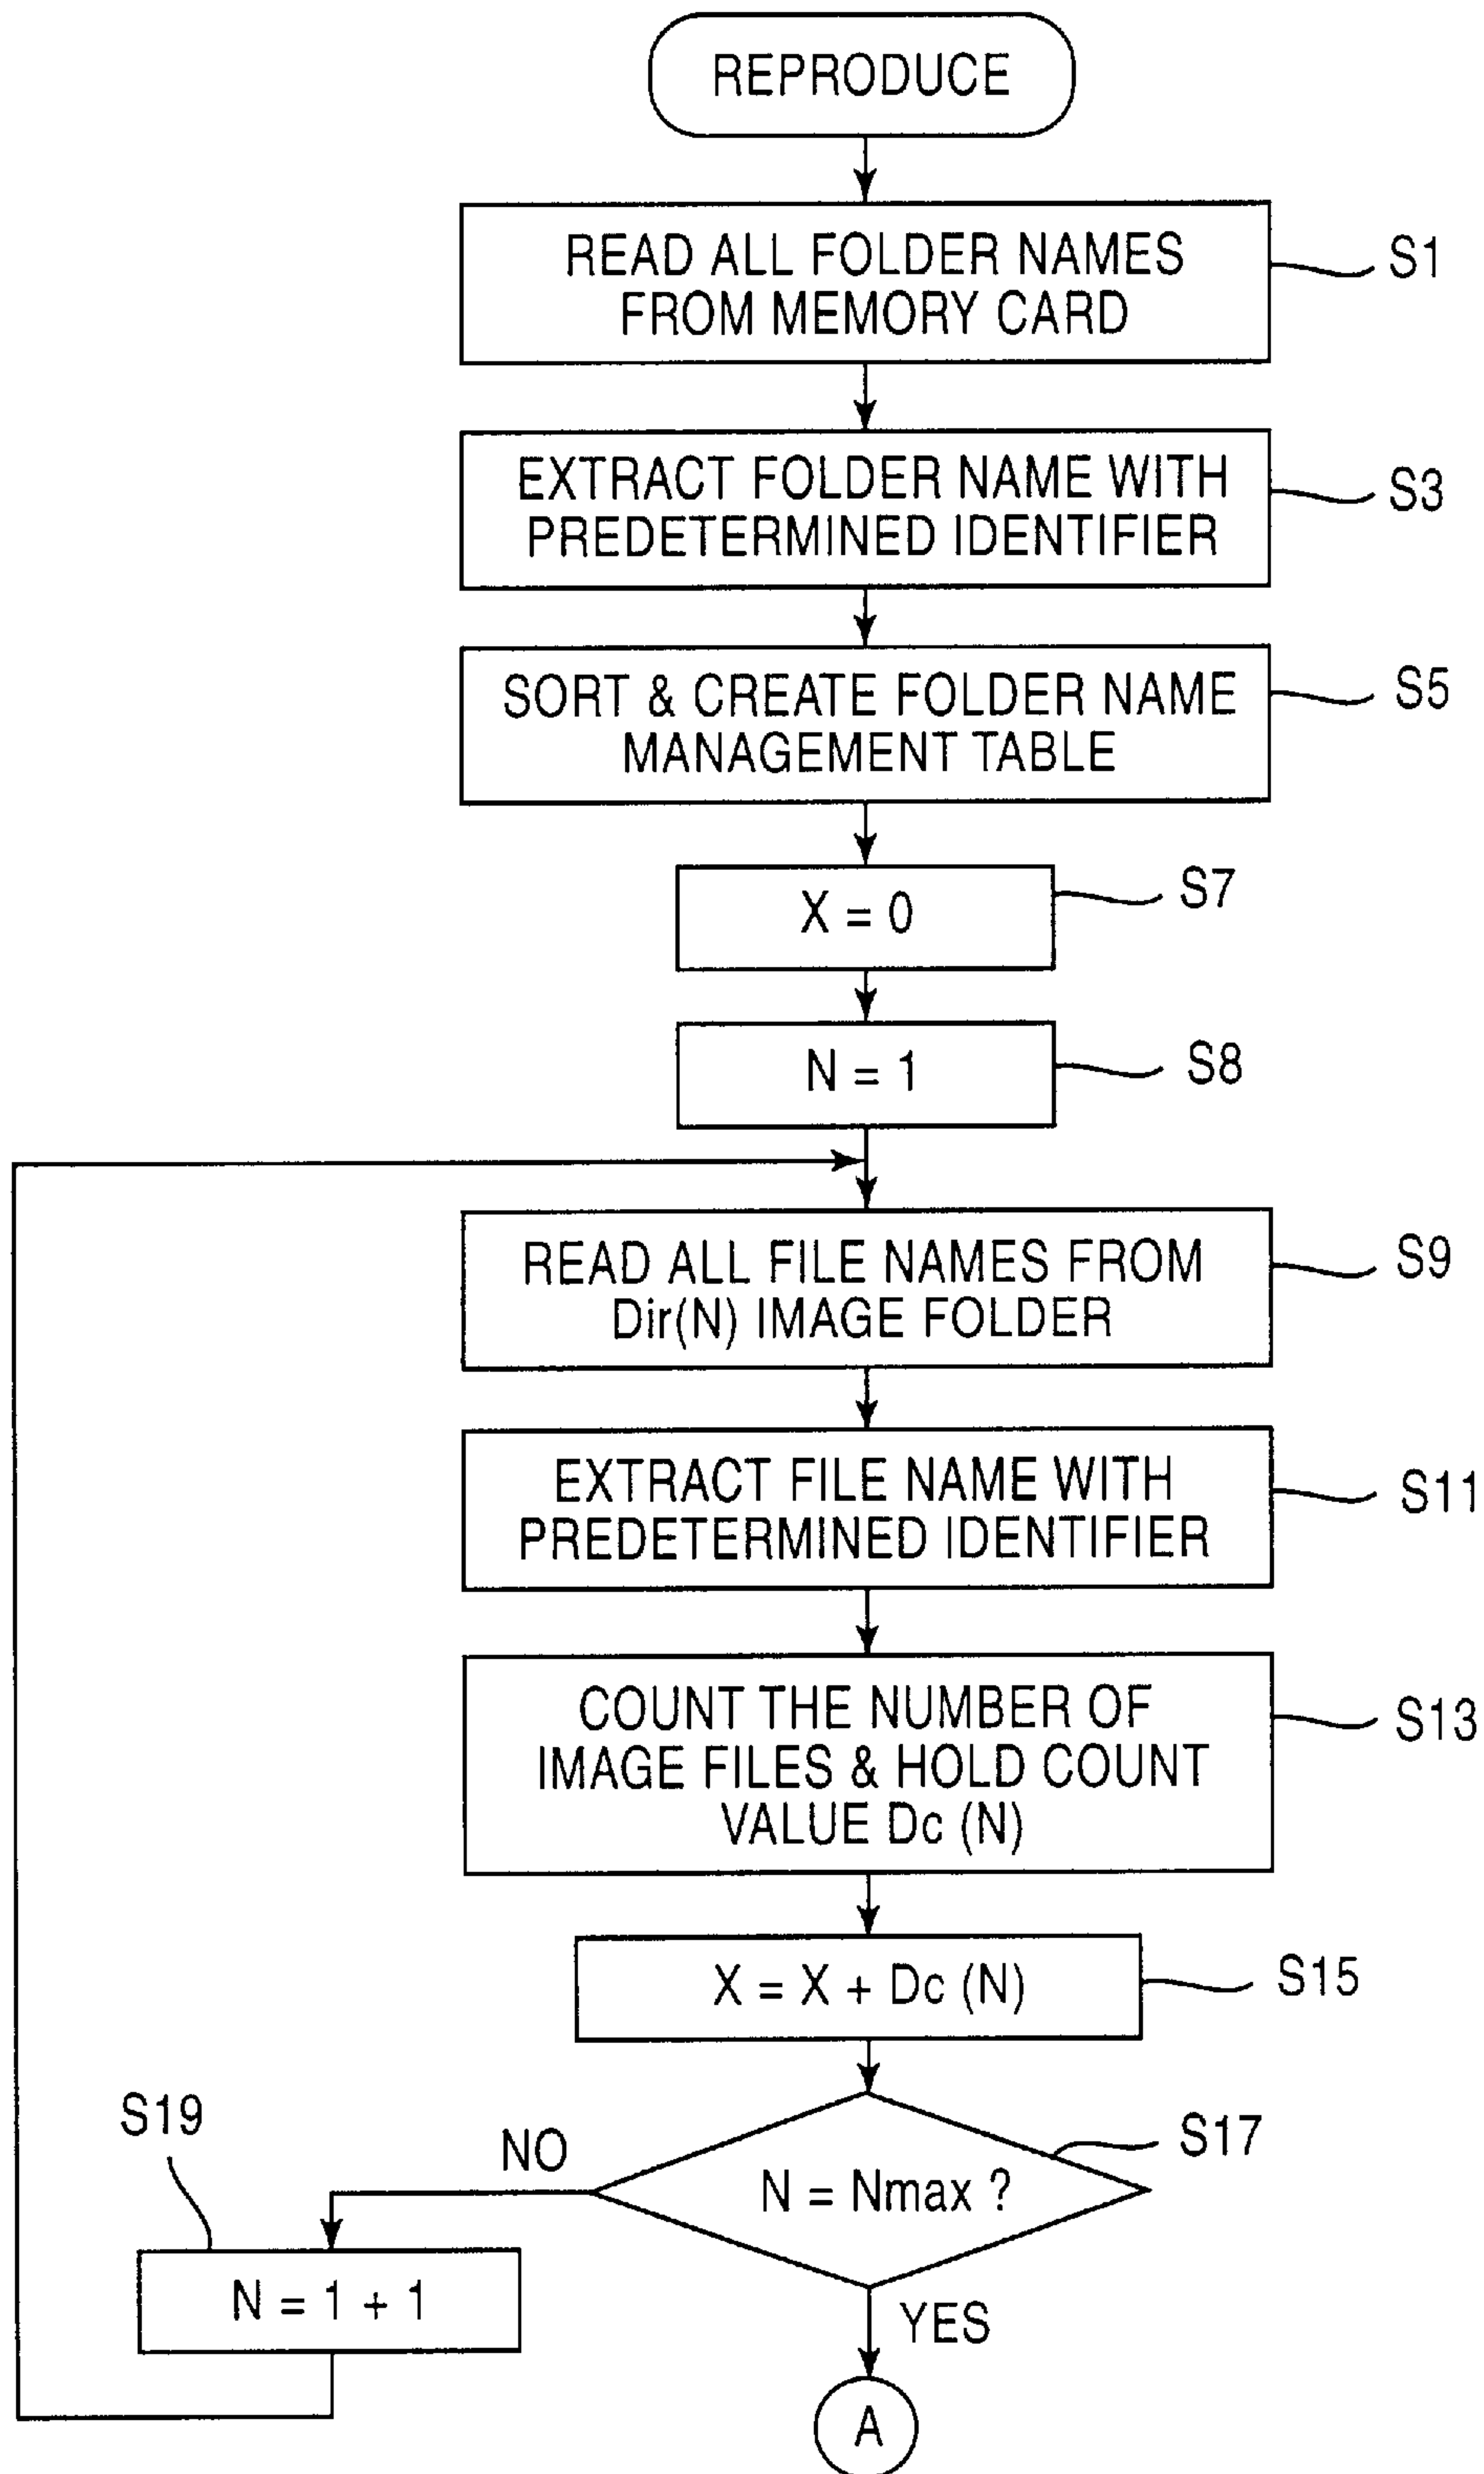 REPRODUCE
READ ALL FOLDER NAMES
FROM MEMORY CARD
S1
EXTRACT FOLDER NAME WITH
PREDETERMINED IDENTIFIER
S3
SORT & CREATE FOLDER NAME
MANAGEMENT TABLE
S5
X = 0
S7
N = 1
S8
READ ALL FILE NAMES FROM
Dir(N) IMAGE FOLDER
S9
EXTRACT FILE NAME WITH
PREDETERMINED IDENTIFIER
S11
COUNT THE NUMBER OF
IMAGE FILES & HOLD COUNT
VALUE Dc (N)
S13
X = X + Dc (N)
S15
N = Nmax ?
S17
NO
S19
N = 1 + 1
YES
A